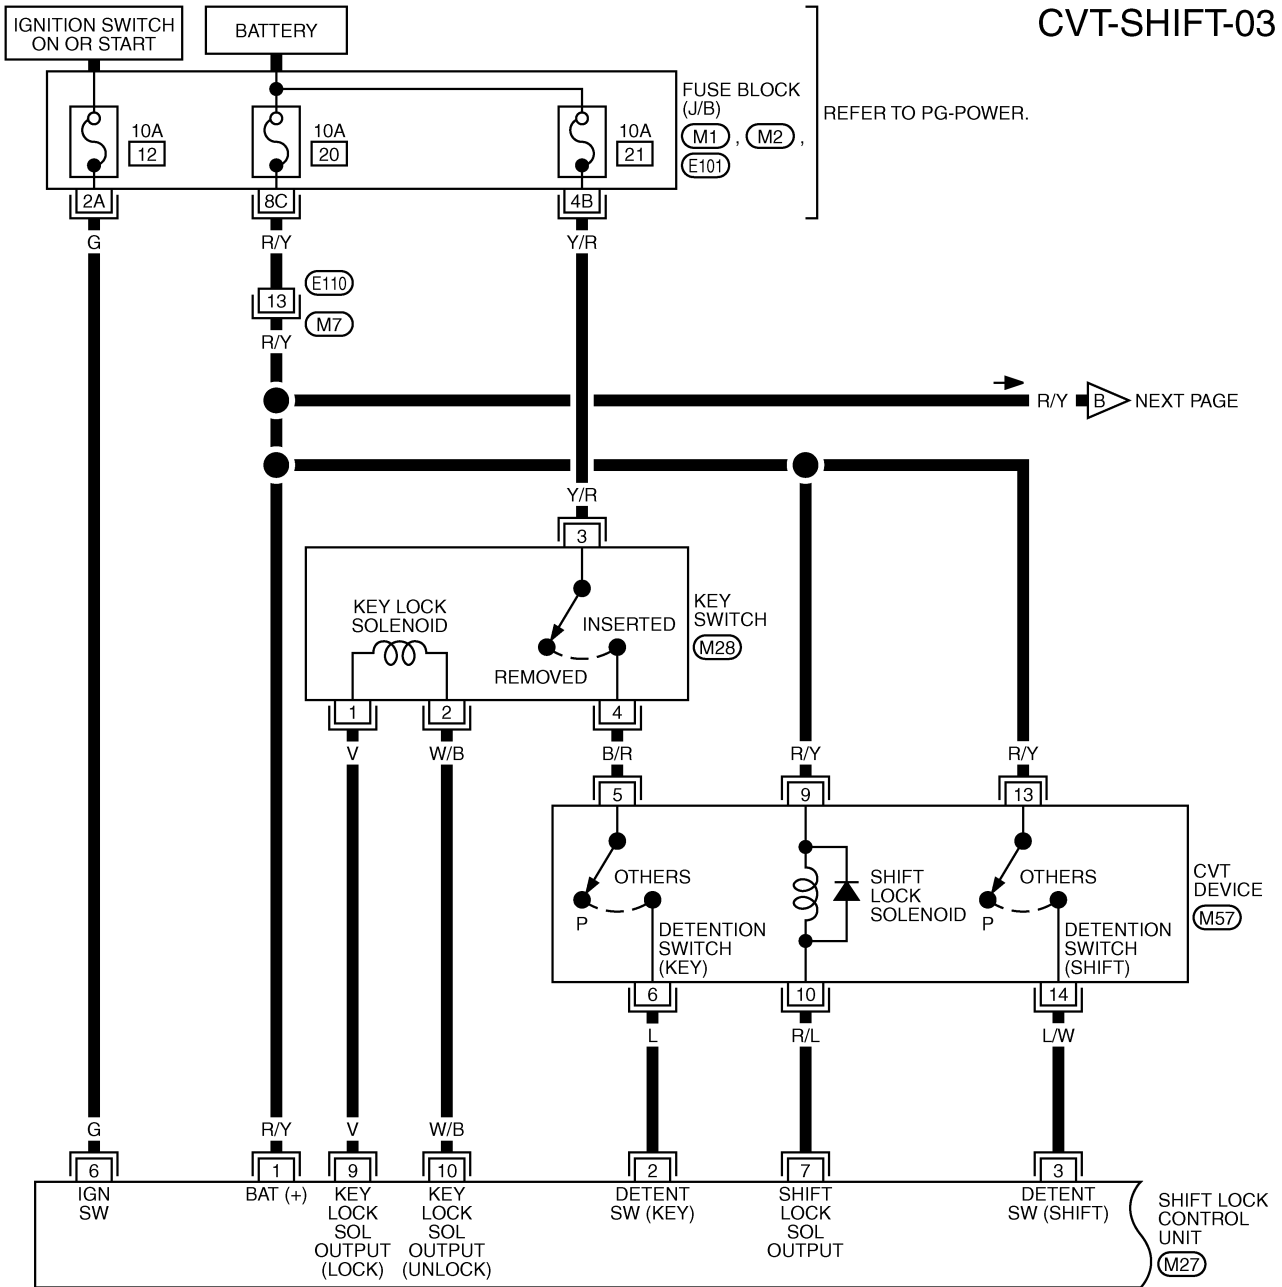 CVT-SHIFT-03
IGNITION SWITCH
ON OR START
BATTERY
FUSE BLOCK
(J/B)
M1 , M2 ,
E101
REFER TO PG-POWER.
10A
12
10A
20
10A
21
2A
8C
4B
G
R/Y
Y/R
E110
13
M7
R/Y
R/Y
B
NEXT PAGE
Y/R
3
KEY LOCK
SOLENOID
INSERTED
REMOVED
KEY
SWITCH
M28
1
2
4
V
W/B
B/R
R/Y
R/Y
5
9
13
OTHERS
P
DETENTION
SWITCH
(KEY)
SHIFT
LOCK
SOLENOID
OTHERS
P
DETENTION
SWITCH
(SHIFT)
CVT
DEVICE
M57
6
10
14
L
R/L
L/W
G
R/Y
V
W/B
6
1
9
10
2
7
3
IGN
SW
BAT (+)
KEY
LOCK
SOL
OUTPUT
(LOCK)
KEY
LOCK
SOL
OUTPUT
(UNLOCK)
DETENT
SW (KEY)
SHIFT
LOCK
SOL
OUTPUT
DETENT
SW (SHIFT)
SHIFT LOCK
CONTROL
UNIT
M27